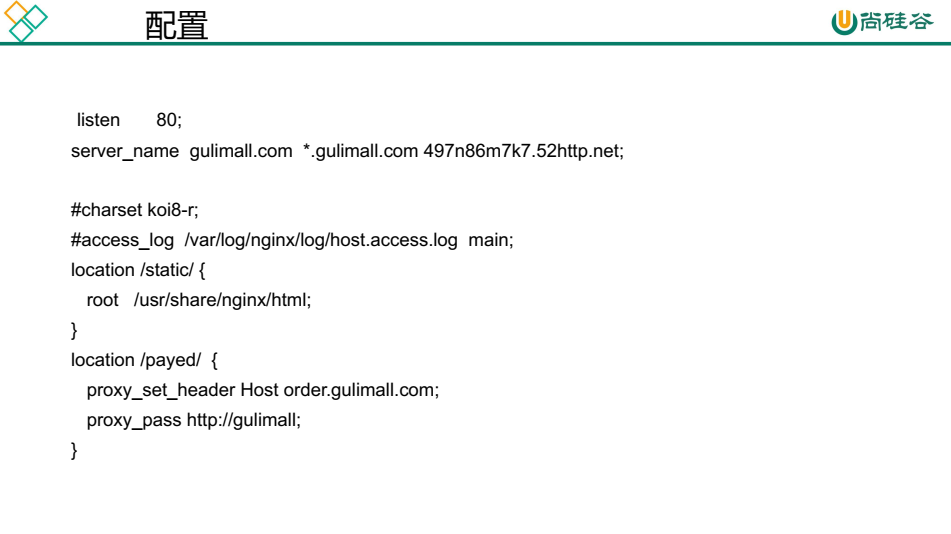 配置
尚硅谷
listen 80;
server_name gulimall.com *.gulimall.com 497n86m7k7.52http.net;
#charset koi8-r;
#access_log /var/log/nginx/log/host.access.log main;
location /static/ {
root /usr/share/nginx/html;
}
location /payed/ {
proxy_set_header Host order.gulimall.com;
proxy_pass http://gulimall;
}